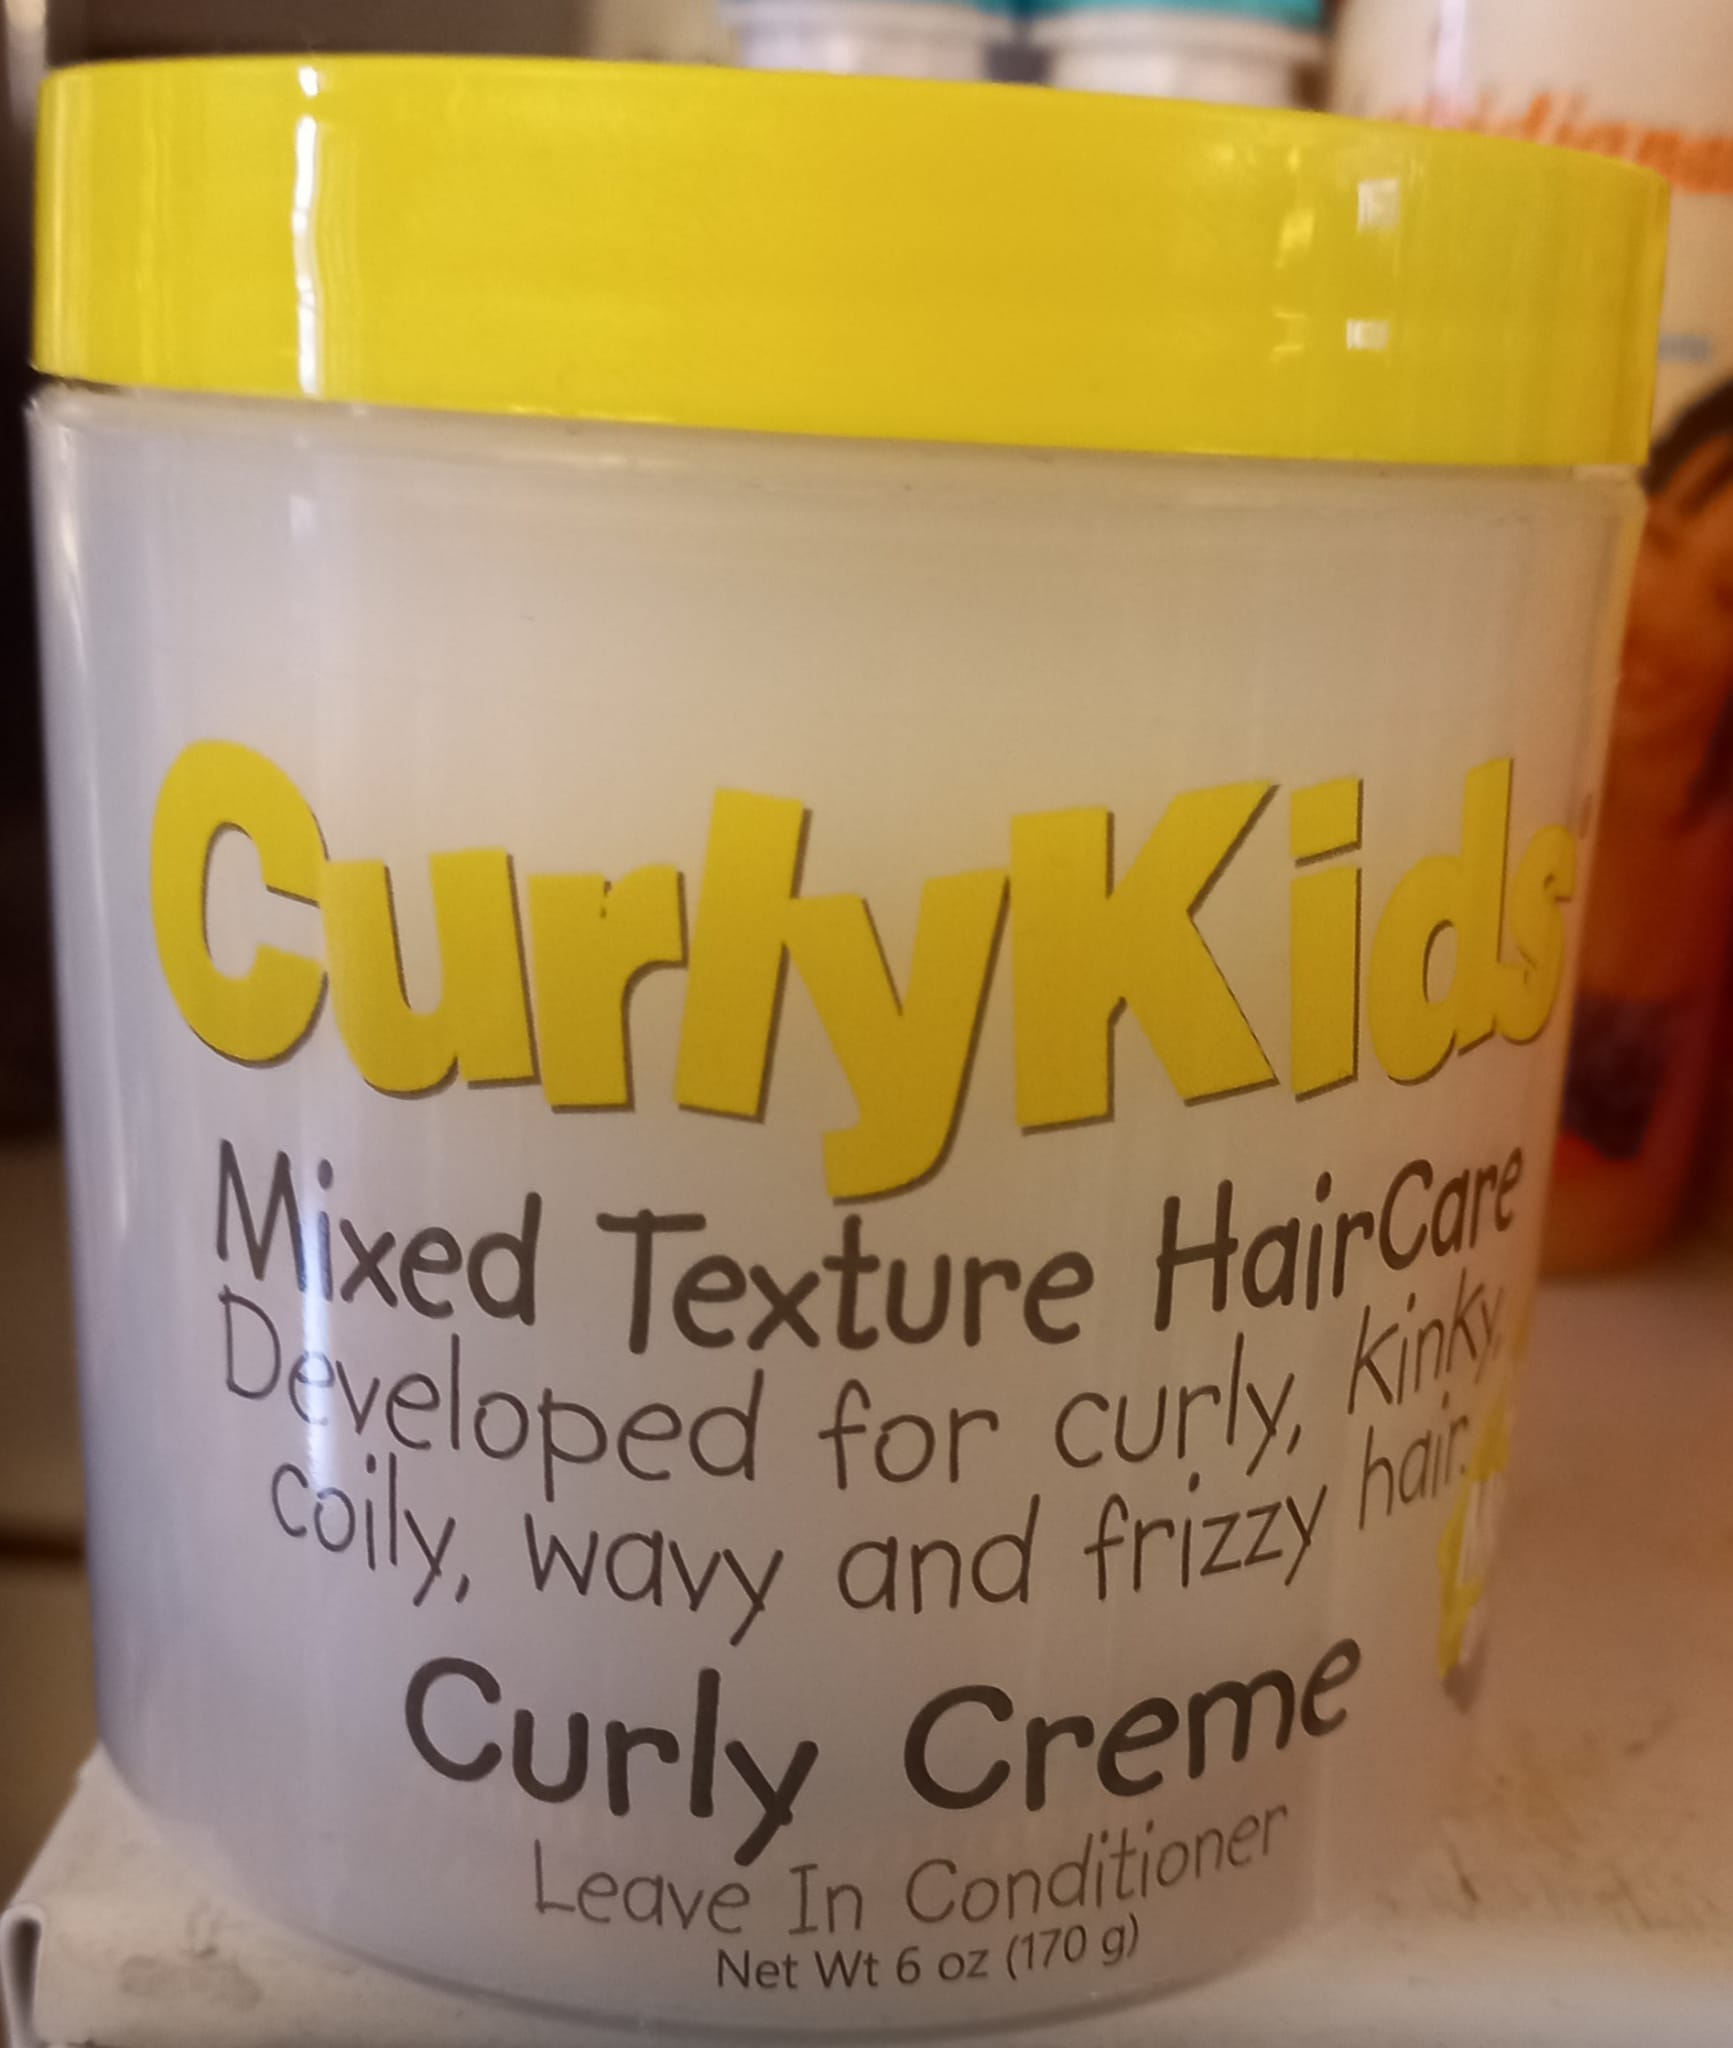 CurlyKids
Mixed Texture HairCare
Developed for curly, kinky,
coily, wavy and frizzy hair.
Curly Creme
Leave In Conditioner
Net Wt 6 oz (170 g)